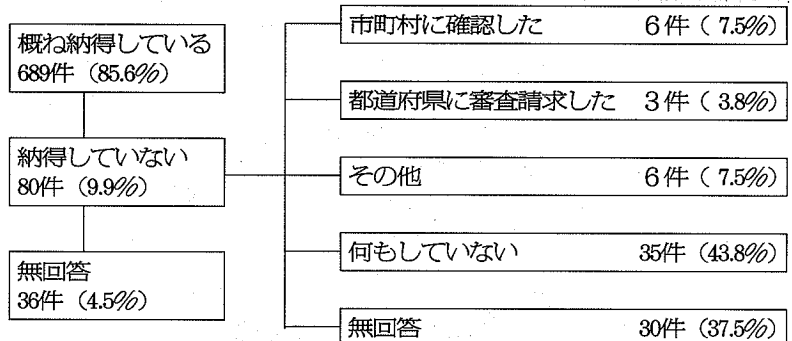 概ね納得している
689件（85.6%）
納得していない
80件（9.9%）
無回答
36件（4.5%）
市町村に確認した　6件（ 7.5%）
都道府県に審査請求した　3件（ 3.8%）
その他　6件（ 7.5%）
何もしていない　35件（43.8%）
無回答　30件（37.5%）